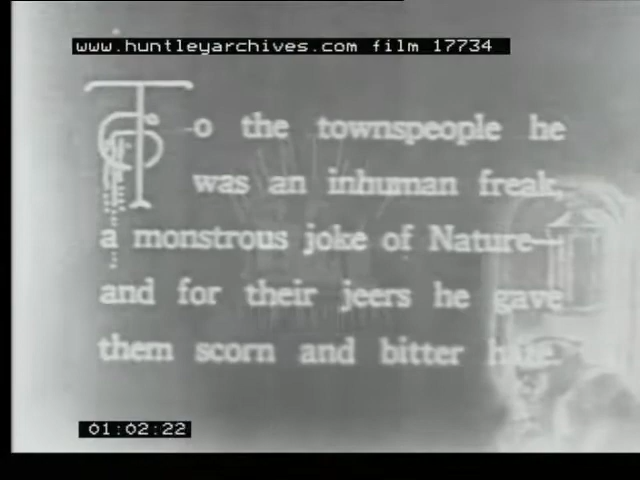 www.huntleyarchives.com film 17734
To the townspeople he
was an inhuman freak,
a monstrous joke of Nature—
and for their jeers he gave
them scorn and bitter hate.
01:02:22